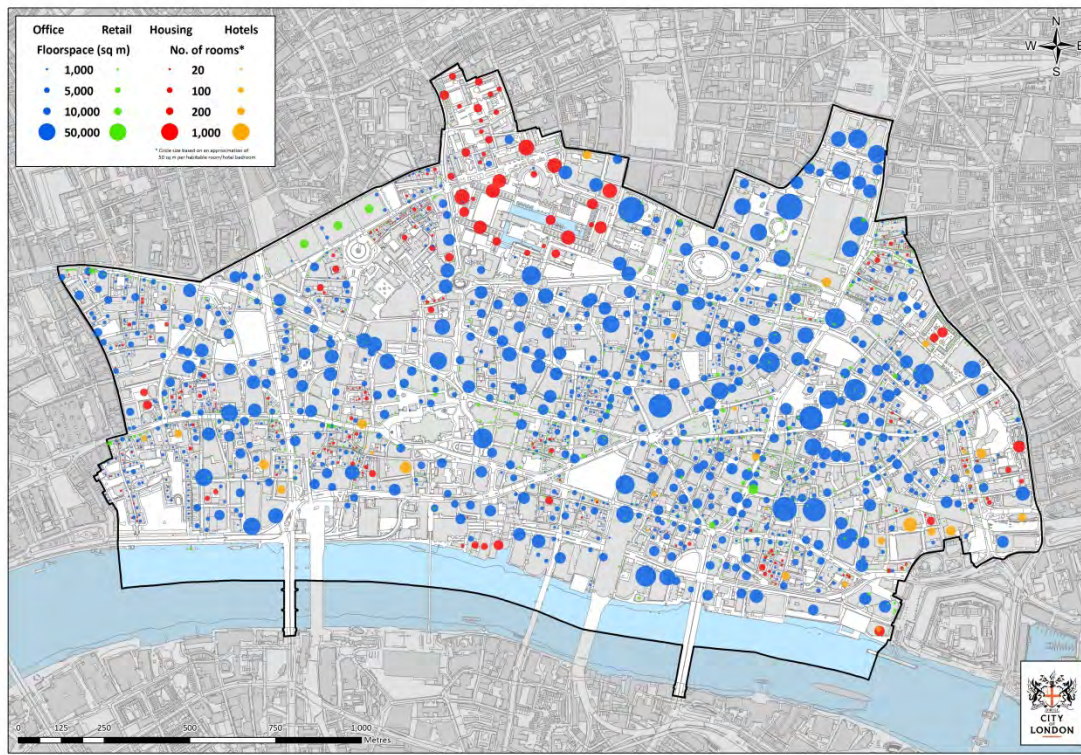 Office Retail Housing Hotels
Floorspace (sq m) No. of rooms*
1,000 20
5,000 100
10,000 200
50,000 1,000
* Circle size based on an approximation of
50 sq m per habitable room/hotel bedroom
N
W E
S
0 125 250 500 750 1,000
Metres
CITY
OF
LONDON